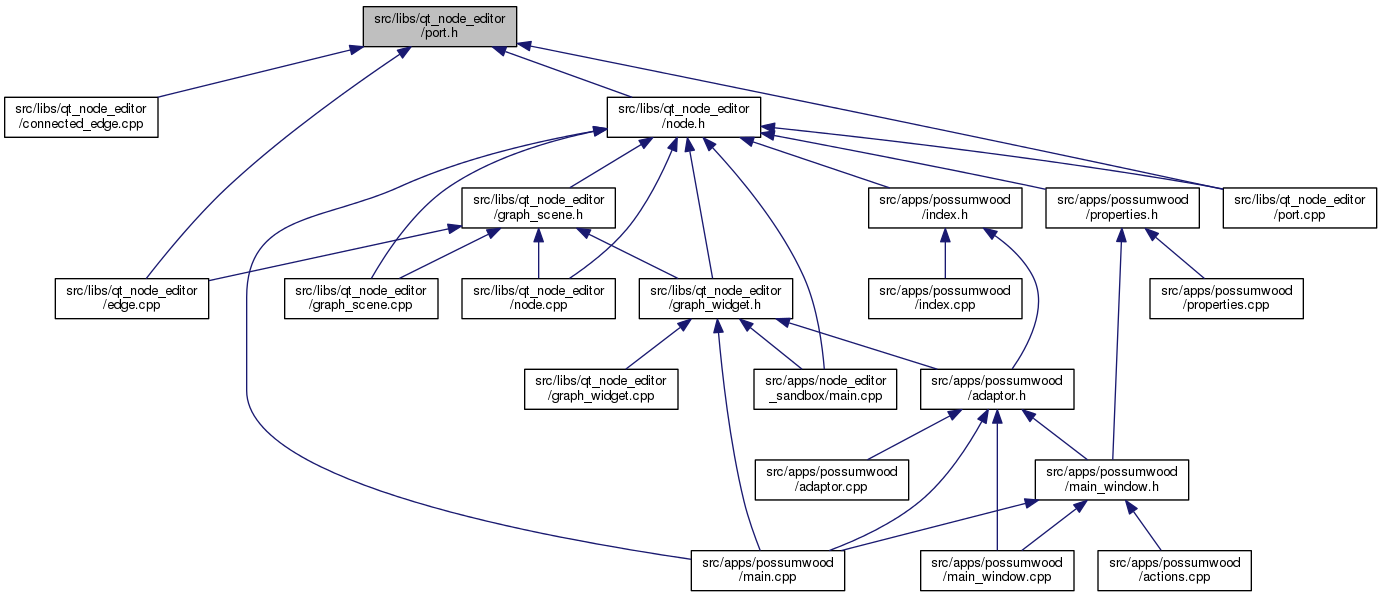 src/libs/qt_node_editor
/port.h
src/libs/qt_node_editor
/connected_edge.cpp
src/libs/qt_node_editor
/node.h
src/libs/qt_node_editor
/graph_scene.h
src/apps/possumwood
/index.h
src/apps/possumwood
/properties.h
src/libs/qt_node_editor
/port.cpp
src/libs/qt_node_editor
/edge.cpp
src/libs/qt_node_editor
/graph_scene.cpp
src/libs/qt_node_editor
/node.cpp
src/libs/qt_node_editor
/graph_widget.h
src/apps/possumwood
/index.cpp
src/apps/possumwood
/properties.cpp
src/libs/qt_node_editor
/graph_widget.cpp
src/apps/node_editor
_sandbox/main.cpp
src/apps/possumwood
/adaptor.h
src/apps/possumwood
/adaptor.cpp
src/apps/possumwood
/main_window.h
src/apps/possumwood
/main.cpp
src/apps/possumwood
/main_window.cpp
src/apps/possumwood
/actions.cpp